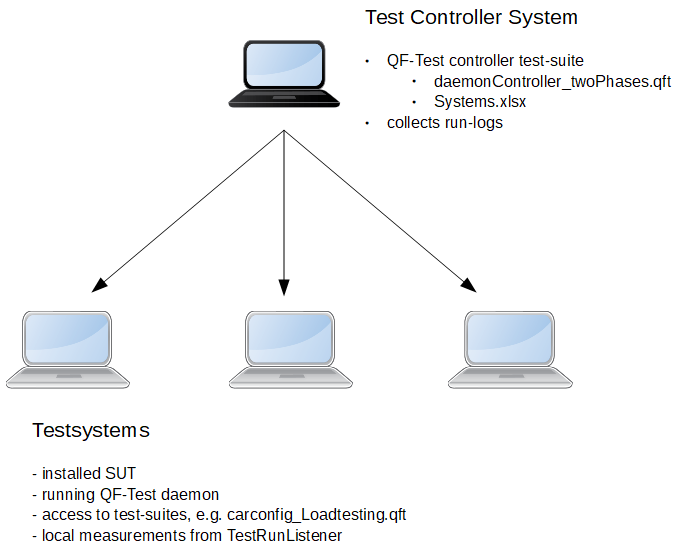 Test Controller System
• QF-Test controller test-suite
• daemonController_twoPhases.qft
• Systems.xlsx
• collects run-logs
Testsystems
- installed SUT
- running QF-Test daemon
- access to test-suites, e.g. carconfig_Loadtesting.qft
- local measurements from TestRunListener